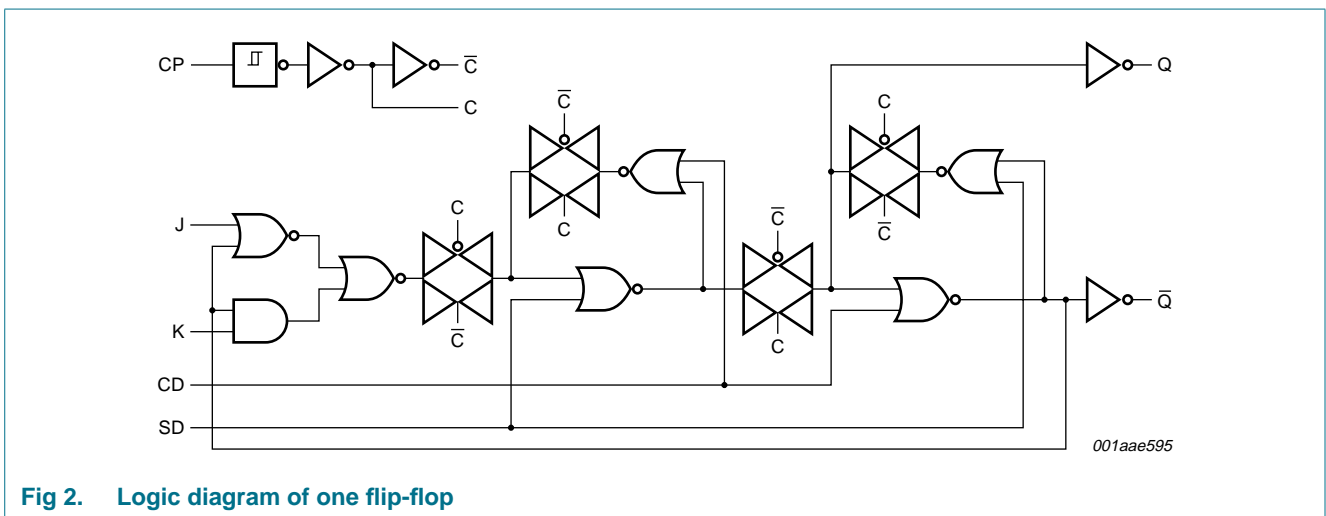 CP
C̅
C
Q
C̅
C
C
C̅
J
C
C̅
C̅
C
K
Q̅
CD
SD
001aae595
Fig 2. Logic diagram of one flip-flop